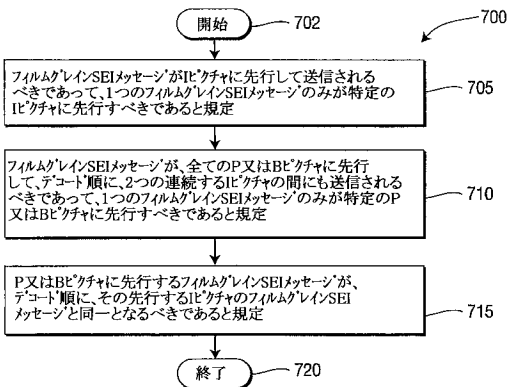 開始
702
700
フィルムグレインSEIメッセージがIピクチャに先行して送信される
べきであって、1つのフィルムグレインSEIメッセージのみが特定の
Iピクチャに先行すべきであると規定
705
フィルムグレインSEIメッセージが、全てのP又はBピクチャに先行
して、デコード順に、2つの連続するIピクチャの間にも送信される
べきであって、1つのフィルムグレインSEIメッセージのみが特定のP
又はBピクチャに先行すべきであると規定
710
P又はBピクチャに先行するフィルムグレインSEIメッセージが、
デコード順に、その先行するIピクチャのフィルムグレインSEI
メッセージと同一となるべきであると規定
715
終了
720